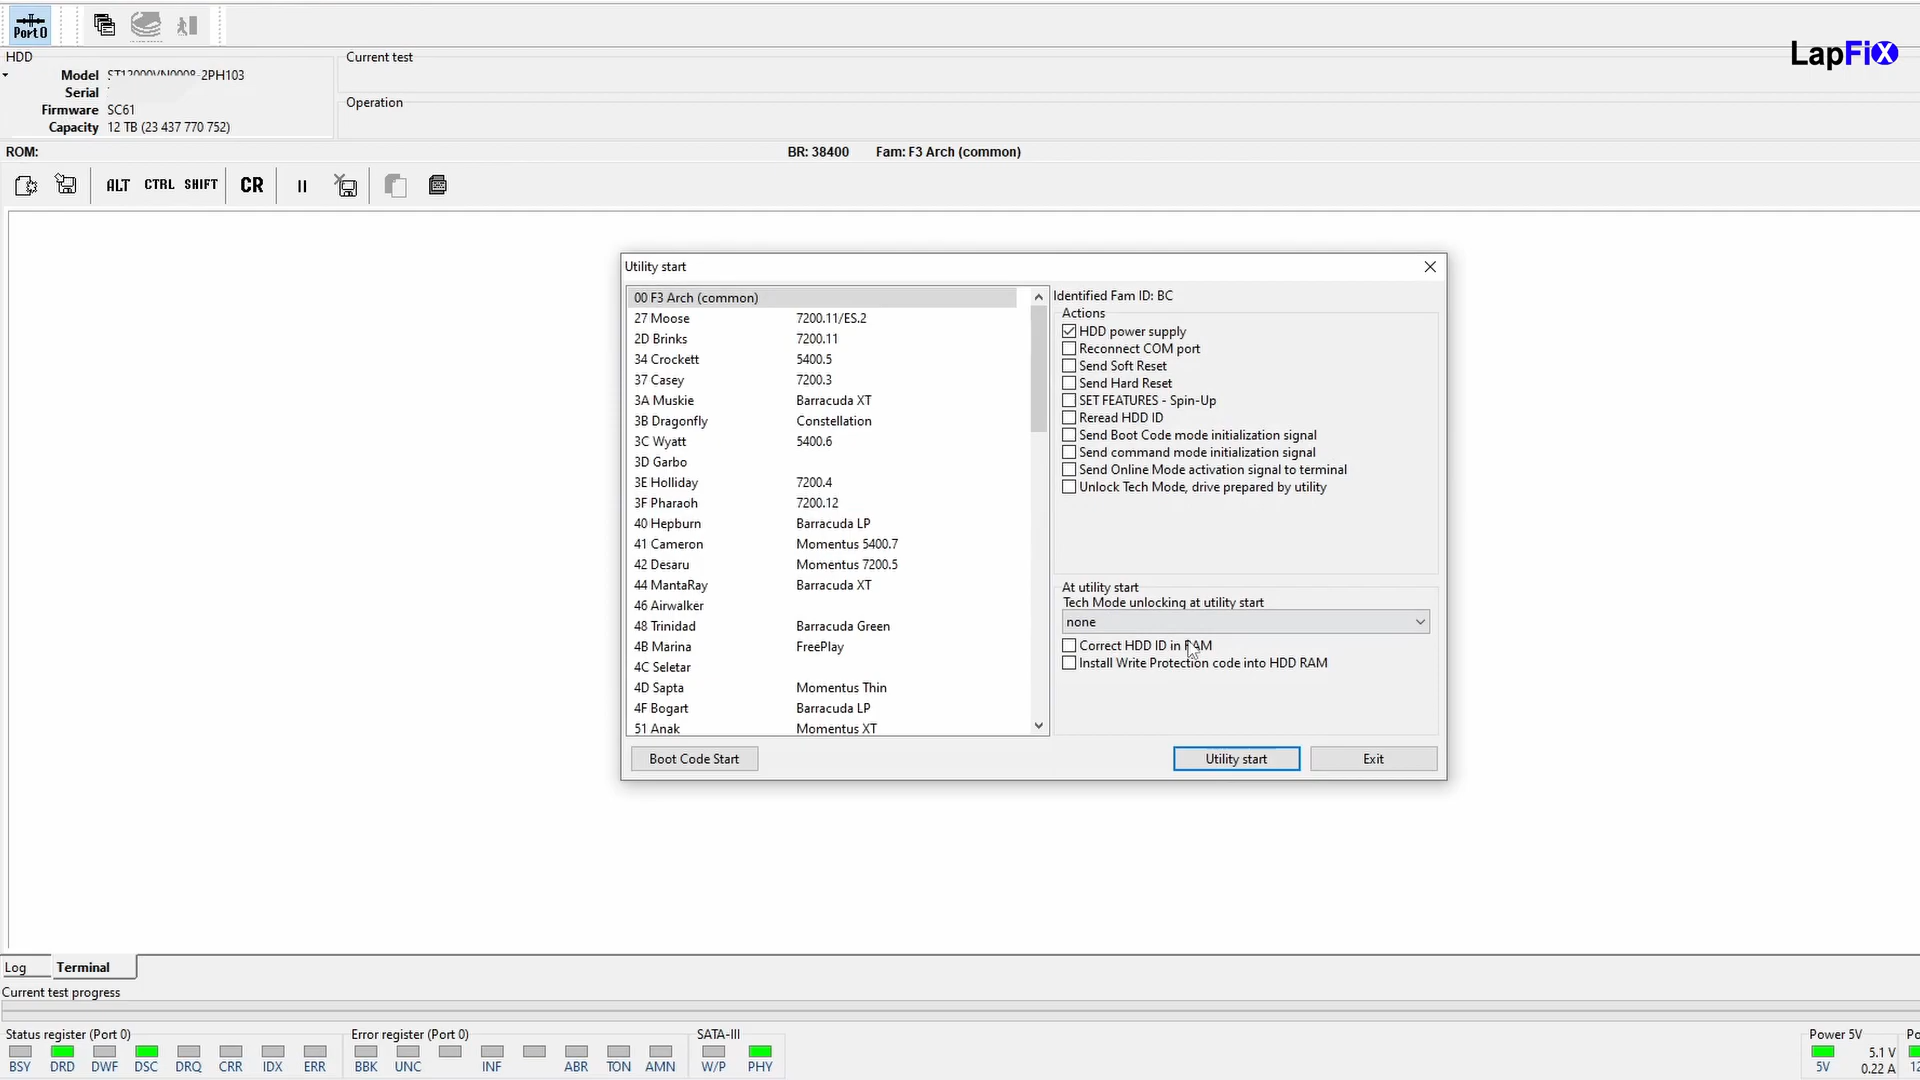 Port 0
LapFiX
HDD
Model ST12000VN0008-2PH103
Serial
Firmware SC61
Capacity 12 TB (23 437 770 752)
Current test
Operation
ROM:
BR: 38400
Fam: F3 Arch (common)
ALT CTRL SHIFT CR
Utility start
00 F3 Arch (common)
27 Moose 7200.11/ES.2
2D Brinks 7200.11
34 Crockett 5400.5
37 Casey 7200.3
3A Muskie Barracuda XT
3B Dragonfly Constellation
3C Wyatt 5400.6
3D Garbo
3E Holliday 7200.4
3F Pharaoh 7200.12
40 Hepburn Barracuda LP
41 Cameron Momentus 5400.7
42 Desaru Momentus 7200.5
44 MantaRay Barracuda XT
46 Airwalker
48 Trinidad Barracuda Green
4B Marina FreePlay
4C Seletar
4D Sapta Momentus Thin
4F Bogart Barracuda LP
51 Anak Momentus XT
Identified Fam ID: BC
Actions
HDD power supply
Reconnect COM port
Send Soft Reset
Send Hard Reset
SET FEATURES - Spin-Up
Reread HDD ID
Send Boot Code mode initialization signal
Send command mode initialization signal
Send Online Mode activation signal to terminal
Unlock Tech Mode, drive prepared by utility
At utility start
Tech Mode unlocking at utility start
none
Correct HDD ID in RAM
Install Write Protection code into HDD RAM
Boot Code Start
Utility start
Exit
Log
Terminal
Current test progress
Status register (Port 0)
BSY DRD DWF DSC DRQ CRR IDX ERR
Error register (Port 0)
BBK UNC INF ABR TON AMN
SATA-III
W/P PHY
Power 5V
5V
5.1 V
0.22 A